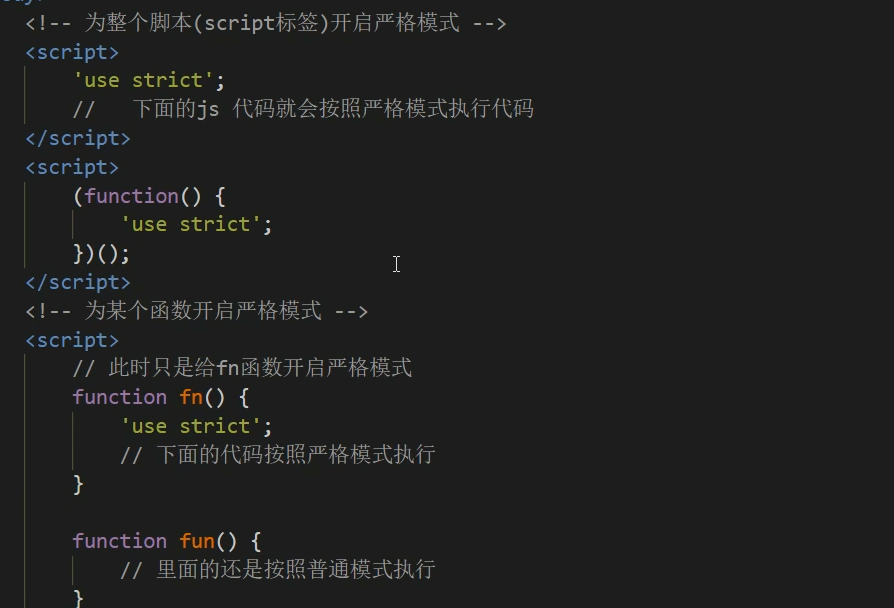 <!-- 为整个脚本(script标签)开启严格模式 -->
<script>
'use strict';
//   下面的js 代码就会按照严格模式执行代码
</script>
<script>
(function() {
'use strict';
})();
</script>
<!-- 为某个函数开启严格模式 -->
<script>
// 此时只是给fn函数开启严格模式
function fn() {
'use strict';
// 下面的代码按照严格模式执行
}
function fun() {
// 里面的还是按照普通模式执行
}